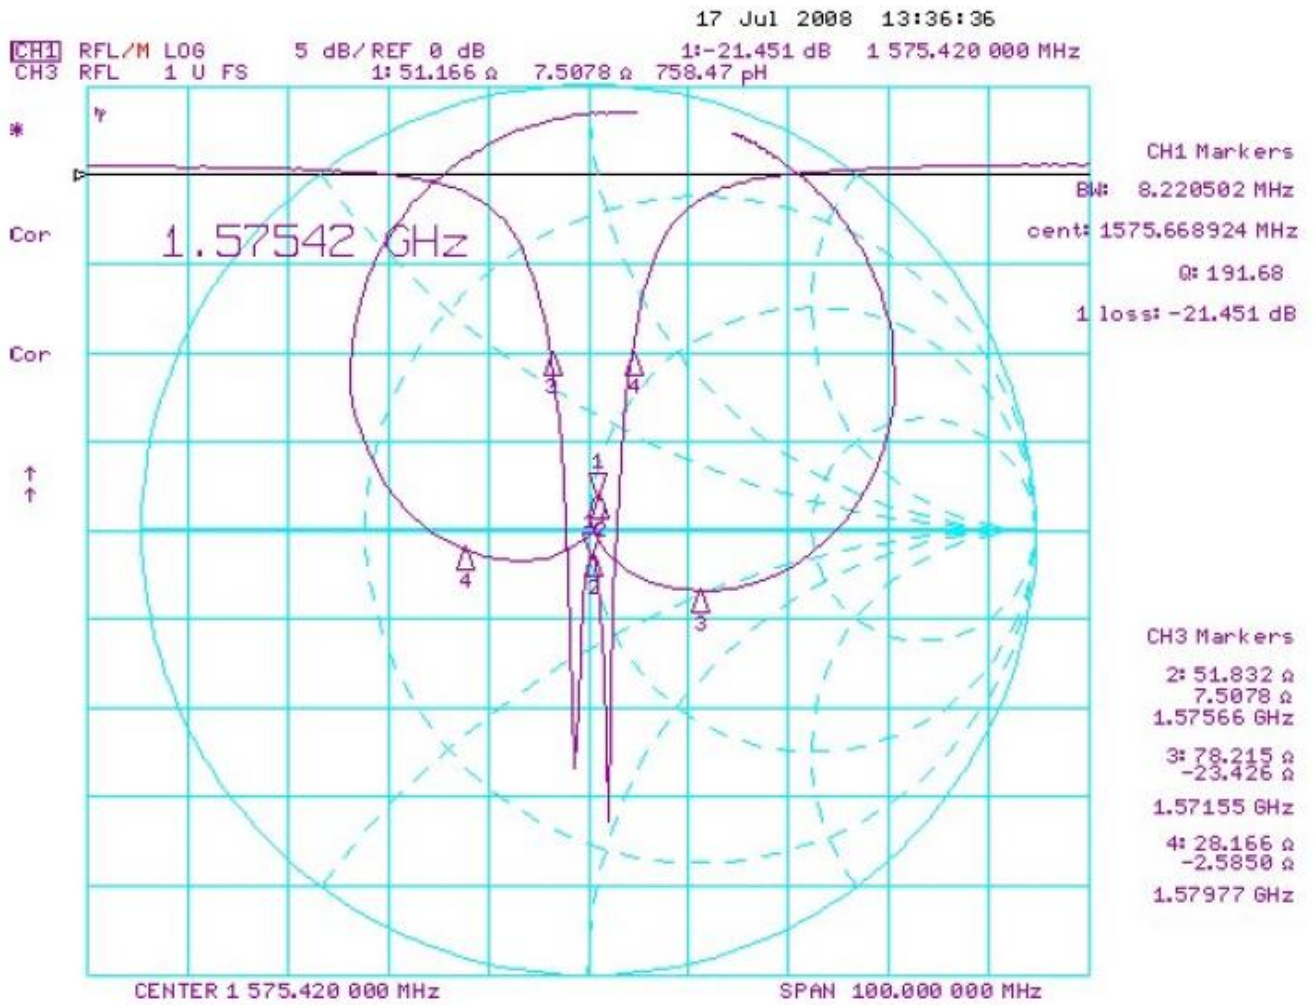 17 Jul 2008 13:36:36
CH1 RFL/M LOG 5 dB/REF 0 dB 1:-21.451 dB 1 575.420 000 MHz
CH3 RFL 1 U FS 1:51.166 Ω 7.5078 Ω 758.47 pH
*
CH1 Markers
BW: 8.220502 MHz
Cor
1.57542 GHz
cent: 1575.668924 MHz
Q: 191.68
1 loss: -21.451 dB
Cor
3
4
↑
↑
1
4
2
3
CH3 Markers
2: 51.832 Ω
7.5078 Ω
1.57566 GHz
3: 78.215 Ω
-23.426 Ω
1.57155 GHz
4: 28.166 Ω
-2.5850 Ω
1.57977 GHz
CENTER 1 575.420 000 MHz SPAN 100.000 000 MHz